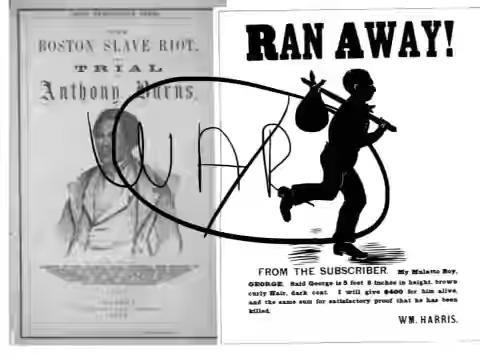 THE
BOSTON SLAVE RIOT,
TRIAL
Anthony Burns.
WAR
RAN AWAY!
FROM THE SUBSCRIBER. My Mulatto Boy,
GEORGE. Said George is 5 feet 8 inches in height, brown
curly Hair, dark coat. I will give $400 for him alive,
and the same sum for satisfactory proof that he has been
killed.
WM. HARRIS.